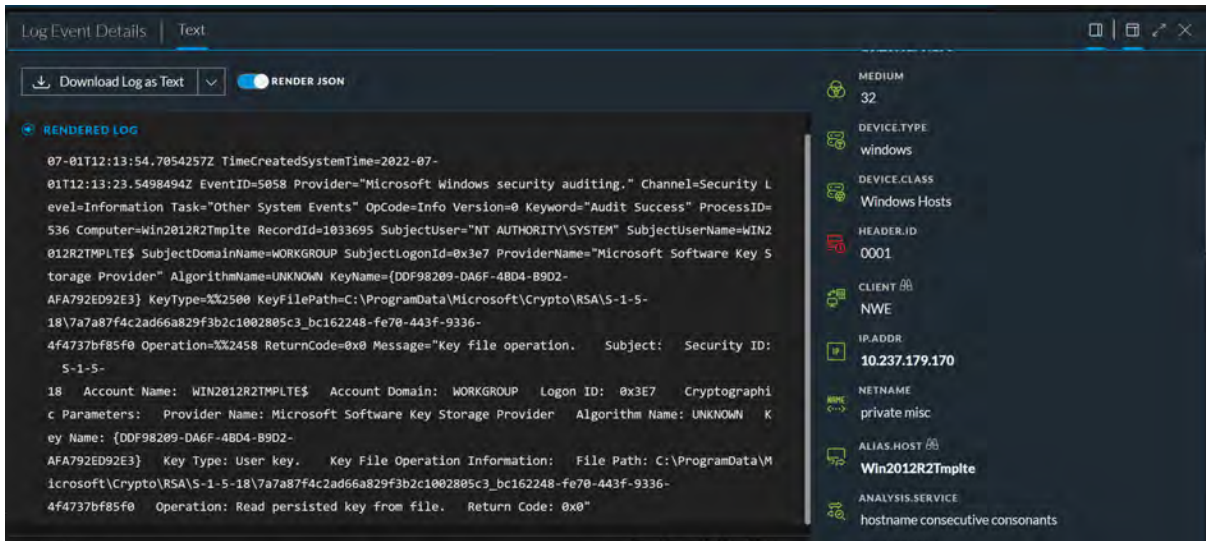 Log Event Details
Text
Download Log as Text
RENDER JSON
RENDERED LOG
07-01T12:13:54.7054257Z TimeCreatedSystemTime=2022-07-
01T12:13:23.5498494Z EventID=5058 Provider="Microsoft Windows security auditing." Channel=Security L
evel=Information Task="Other System Events" OpCode=Info Version=0 Keyword="Audit Success" ProcessID=
536 Computer=Win2012R2Tmplte RecordId=1033695 SubjectUser="NT AUTHORITY\SYSTEM" SubjectUserName=WIN2
012R2TMPLTE$ SubjectDomainName=WORKGROUP SubjectLogonId=0x3e7 ProviderName="Microsoft Software Key S
torage Provider" AlgorithmName=UNKNOWN KeyName={DDF98209-DA6F-4BD4-B9D2-
AFA792ED92E3} KeyType=%%2500 KeyFilePath=C:\ProgramData\Microsoft\Crypto\RSA\S-1-5-
18\7a7a87f4c2ad66a829f3b2c1002805c3_bc162248-fe70-443f-9336-
4f4737bf85f0 Operation=%%2458 ReturnCode=0x0 Message="Key file operation. Subject: Security ID:
S-1-5-
18 Account Name: WIN2012R2TMPLTE$ Account Domain: WORKGROUP Logon ID: 0x3E7 Cryptographi
c Parameters: Provider Name: Microsoft Software Key Storage Provider Algorithm Name: UNKNOWN K
ey Name: {DDF98209-DA6F-4BD4-B9D2-
AFA792ED92E3} Key Type: User key. Key File Operation Information: File Path: C:\ProgramData\M
icrosoft\Crypto\RSA\S-1-5-18\7a7a87f4c2ad66a829f3b2c1002805c3_bc162248-fe70-443f-9336-
4f4737bf85f0 Operation: Read persisted key from file. Return Code: 0x0"
MEDIUM
32
DEVICE.TYPE
windows
DEVICE.CLASS
Windows Hosts
HEADER.ID
0001
CLIENT
NWE
IP.ADDR
10.237.179.170
NETNAME
private misc
ALIAS.HOST
Win2012R2Tmplte
ANALYSIS.SERVICE
hostname consecutive consonants